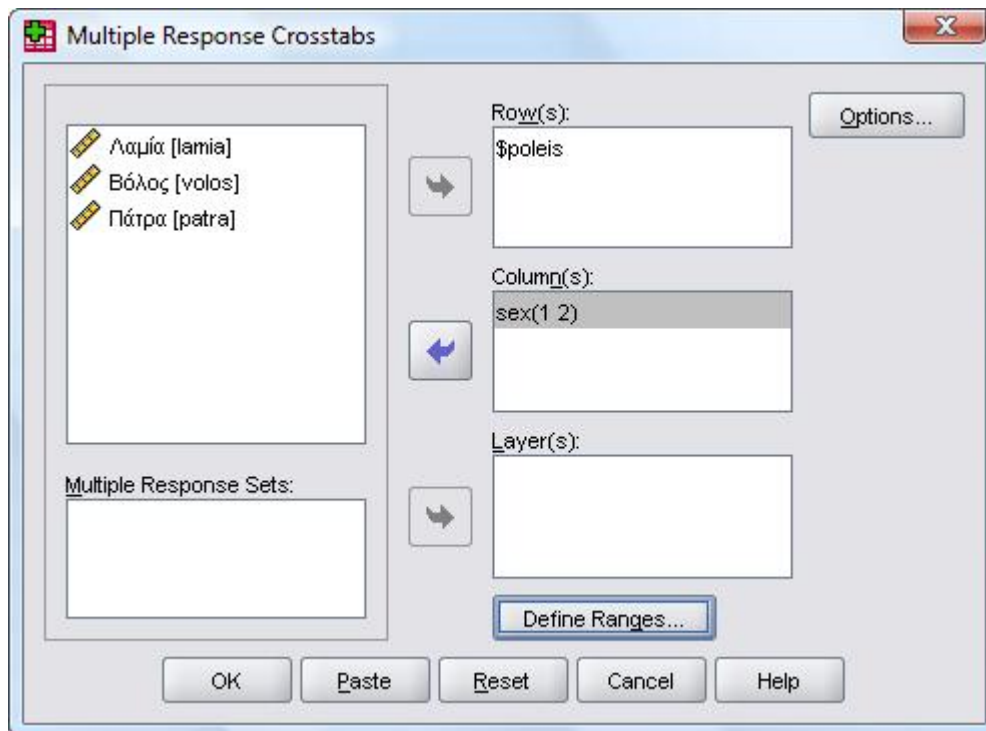 Multiple Response Crosstabs
Λαμία [lamia]
Βόλος [volos]
Πάτρα [patra]
Multiple Response Sets:
Row(s):
$poleis
Column(s):
sex(1 2)
Layer(s):
Define Ranges...
Options...
OK
Paste
Reset
Cancel
Help